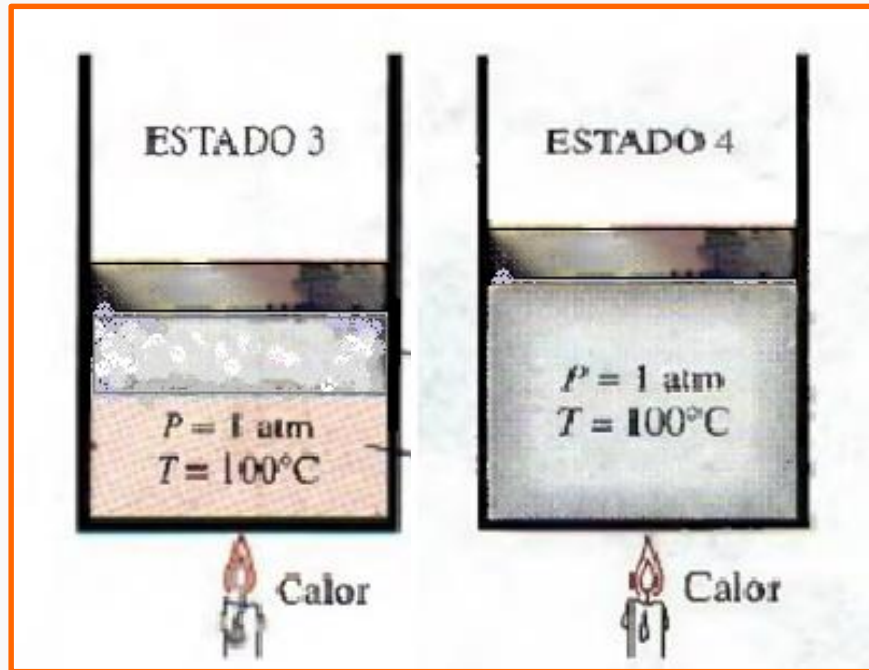 ESTADO 3
P = 1 atm
T = 100°C
Calor
ESTADO 4
P = 1 atm
T = 100°C
Calor